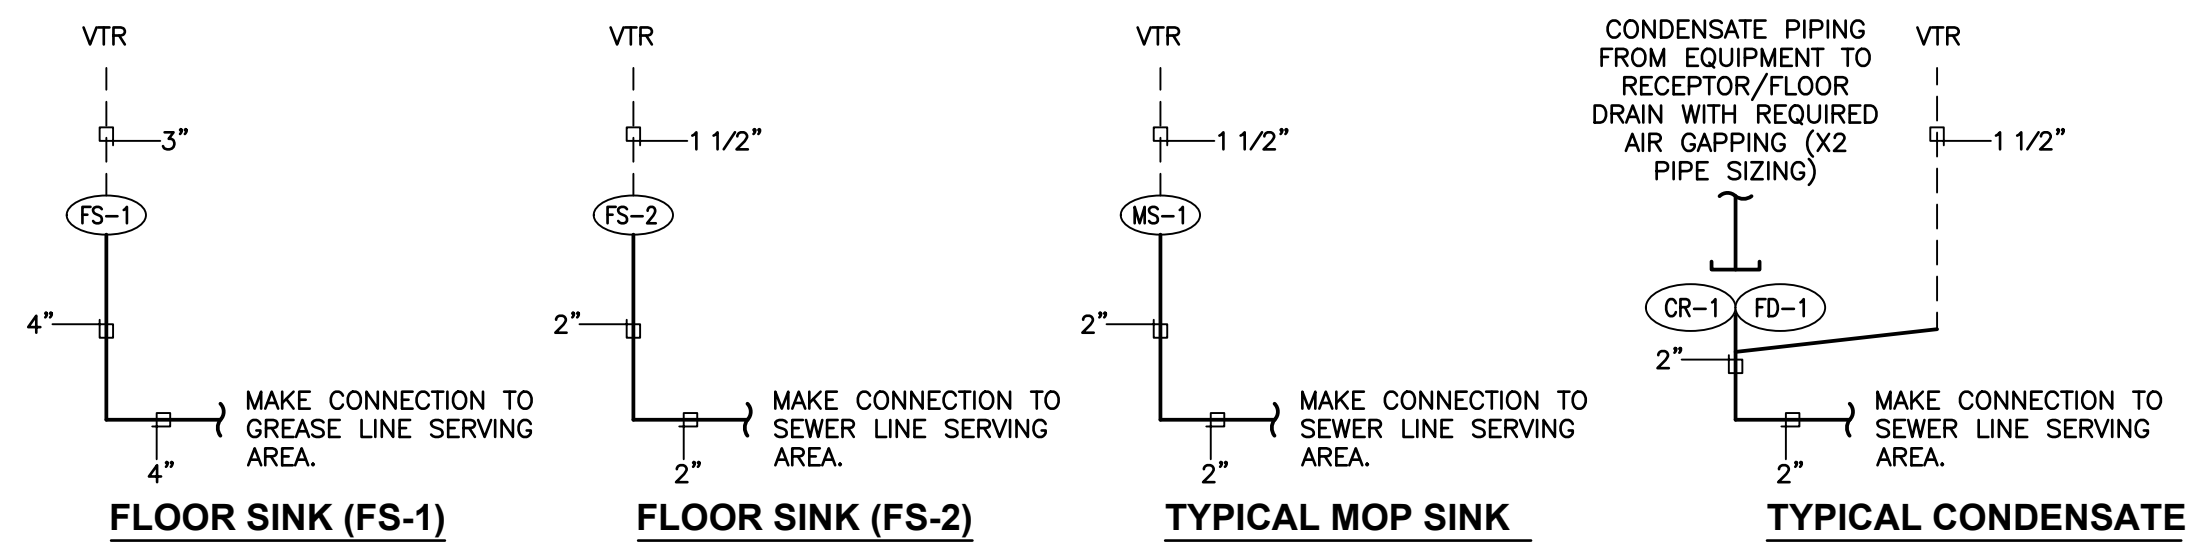 VTR
3"
FS-1
4"
MAKE CONNECTION TO
GREASE LINE SERVING
AREA.
4"
FLOOR SINK (FS-1)
VTR
1 1/2"
FS-2
2"
MAKE CONNECTION TO
SEWER LINE SERVING
AREA.
2"
FLOOR SINK (FS-2)
VTR
1 1/2"
MS-1
2"
MAKE CONNECTION TO
SEWER LINE SERVING
AREA.
2"
TYPICAL MOP SINK
CONDENSATE PIPING
FROM EQUIPMENT TO
RECEPTOR/FLOOR
DRAIN WITH REQUIRED
AIR GAPPING (X2
PIPE SIZING)
VTR
1 1/2"
CR-1 FD-1
2"
MAKE CONNECTION TO
SEWER LINE SERVING
AREA.
2"
TYPICAL CONDENSATE